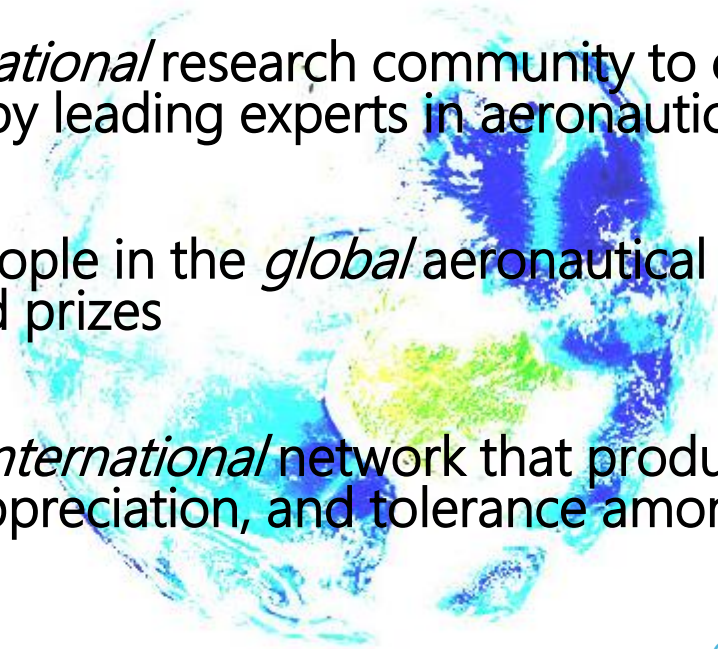 ational research community to
by leading experts in aeronautic
ople in the global aeronautical
d prizes
nternational network that produ
ppreciation, and tolerance amon